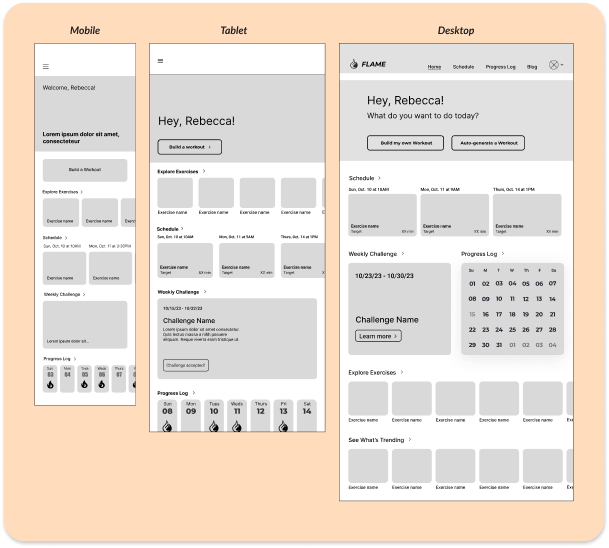 Mobile
Welcome, Rebecca!
Lorem ipsum dolor sit amet,
consecteteur
Build a Workout
Explore Exercises >
Exercise name Exercise name Exerc
Schedule >
Sun, Oct. 10 at 10AM Mon, Oct. 11 at 3:30PM
Exercise name Exercise name
Weekly Challenge >
Lorem ipsum dolor sit...
Progress Log >
Sun Mon Tues Wed Thurs
03 04 05 06 07
Tablet
Hey, Rebecca!
Build a workout >
Explore Exercises >
Exercise name Exercise name Exercise name Exercise name
Schedule >
Sun, Oct. 10 at 10AM Mon, Oct. 11 at 9AM Thurs, Oct. 14 at 1PM
Exercise name Exercise name Exercise name
Target XX min Target XX min Target
Weekly Challenge >
10/15/23 - 10/22/23
Challenge Name
Lorem ipsum dolor sit amet consectetur.
Quis lectus massa a nibh posuere
aliquam. Neque viverra enim tristique ut
Challenge accepted!
Progress Log >
Sun Mon Tues Weds Thurs Fri Sat
08 09 10 11 12 13 14
Desktop
FLAME
Home Schedule Progress Log Blog
Hey, Rebecca!
What do you want to do today?
Build my own Workout Auto-generate a Workout
Schedule >
Sun, Oct. 10 at 10AM Mon, Oct. 11 at 9AM Thurs, Oct. 14 at 1PM
Exercise name Exercise name Exercise name
Target XX min Target XX min Target XX min
Weekly Challenge >
10/23/23 - 10/30/23
Challenge Name
Learn more >
Progress Log >
Su M T W Th F Sa
01 02 03 04 05 06 07
08 09 10 11 12 13 14
15 16 17 18 19 20 21
22 23 24 25 26 27 28
29 30 31 01 02 03 04
Explore Exercises >
Exercise name Exercise name Exercise name Exercise name Exercise name Ex
See What's Trending >
Exercise name Exercise name Exercise name Exercise name Exercise name Ex